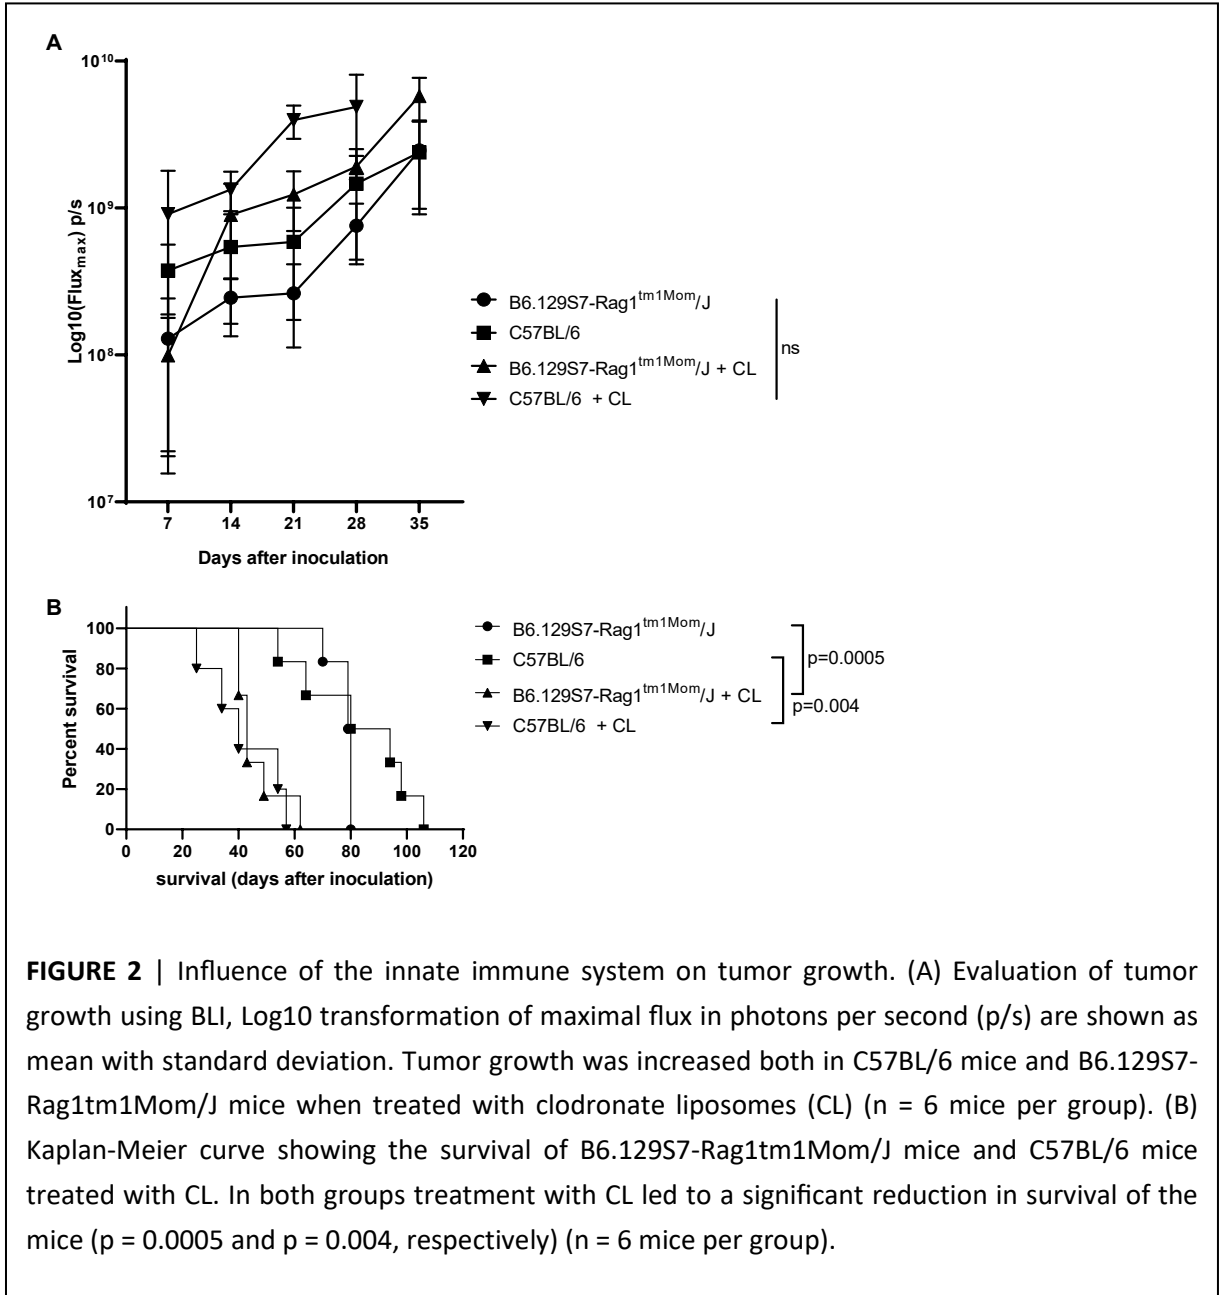 A
10^10
10^9
10^8
10^7
Log10(Flux_max) p/s
7 14 21 28 35
Days after inoculation
B6.129S7-Rag1^tm1Mom/J
C57BL/6
B6.129S7-Rag1^tm1Mom/J + CL
C57BL/6 + CL
ns
B
100
80
60
40
20
0
Percent survival
0 20 40 60 80 100 120
survival (days after inoculation)
B6.129S7-Rag1^tm1Mom/J
C57BL/6
B6.129S7-Rag1^tm1Mom/J + CL
C57BL/6 + CL
p=0.0005
p=0.004
FIGURE 2 | Influence of the innate immune system on tumor growth. (A) Evaluation of tumor
growth using BLI, Log10 transformation of maximal flux in photons per second (p/s) are shown as
mean with standard deviation. Tumor growth was increased both in C57BL/6 mice and B6.129S7-
Rag1tm1Mom/J mice when treated with clodronate liposomes (CL) (n = 6 mice per group). (B)
Kaplan-Meier curve showing the survival of B6.129S7-Rag1tm1Mom/J mice and C57BL/6 mice
treated with CL. In both groups treatment with CL led to a significant reduction in survival of the
mice (p = 0.0005 and p = 0.004, respectively) (n = 6 mice per group).